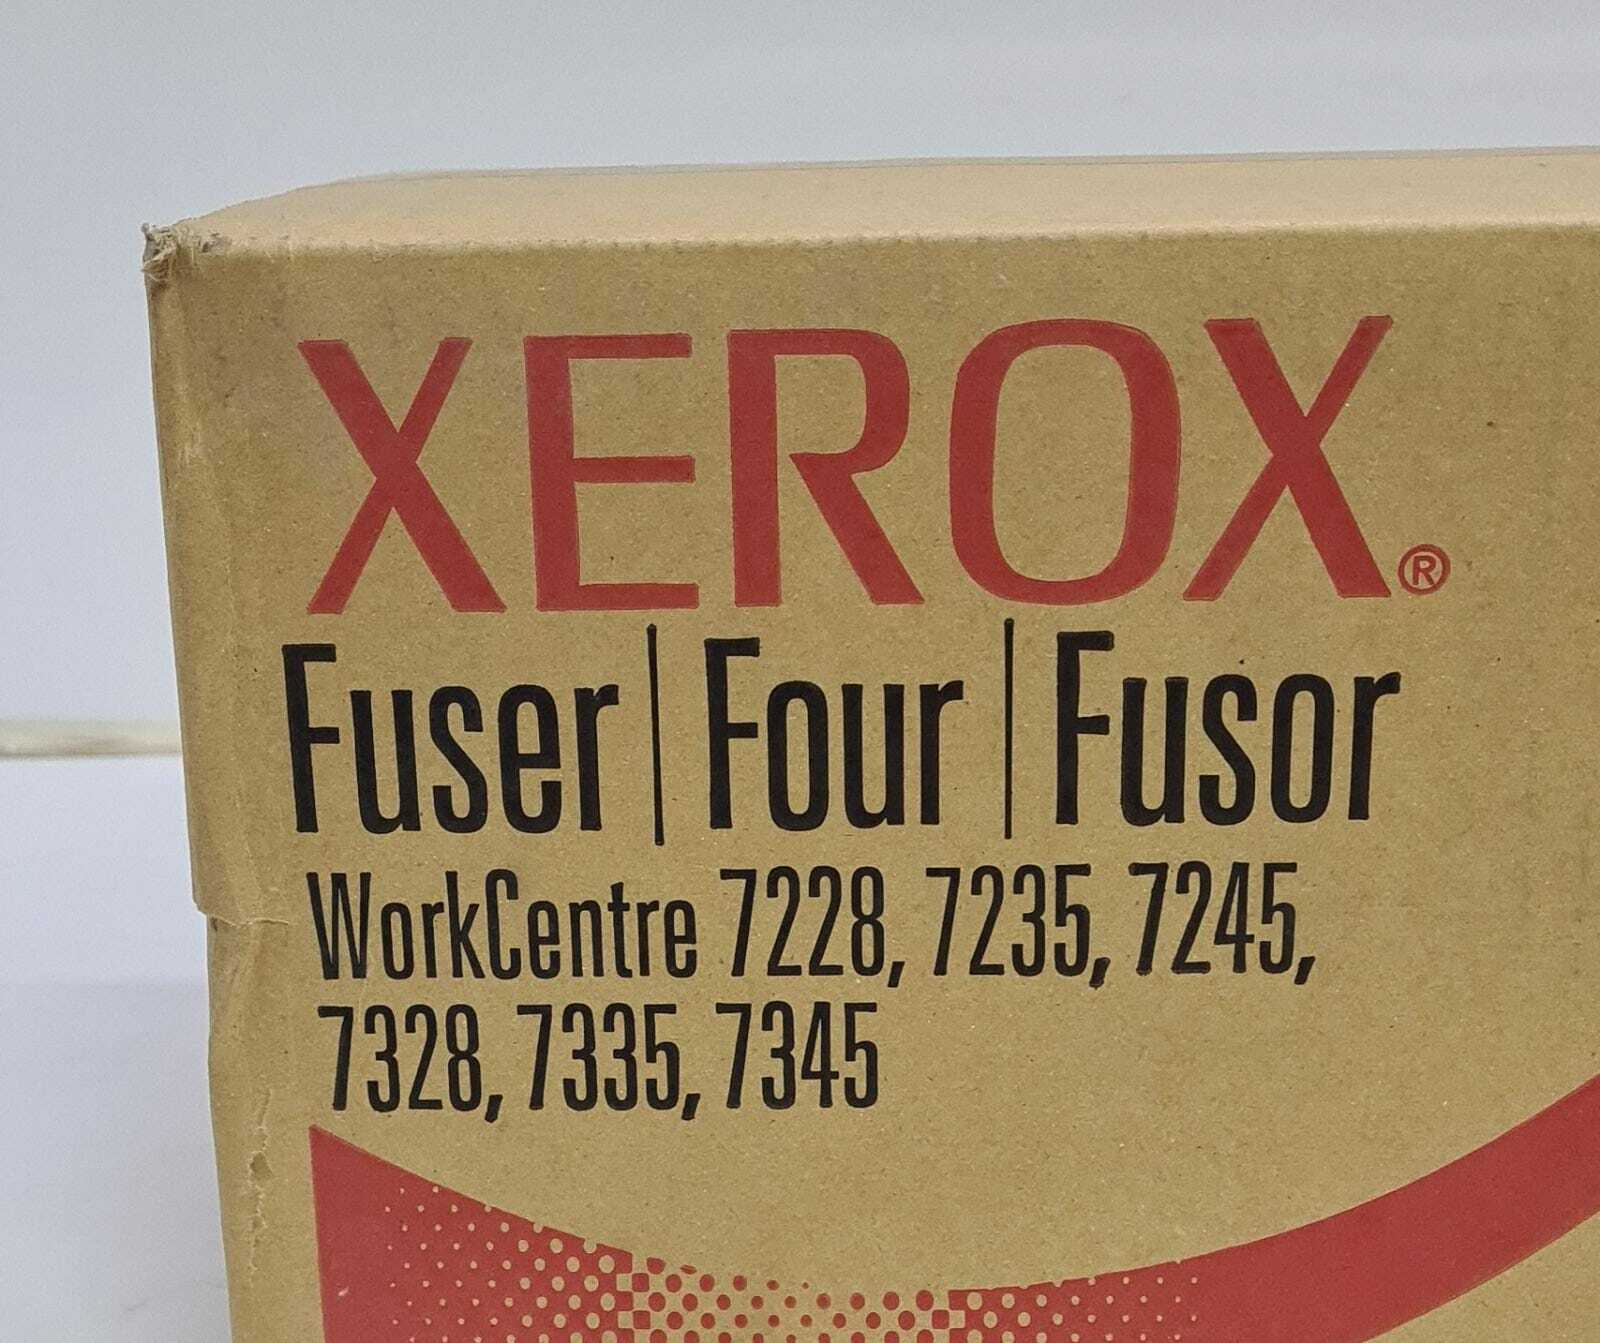 XEROX®
Fuser | Four | Fusor
WorkCentre 7228, 7235, 7245,
7328, 7335, 7345